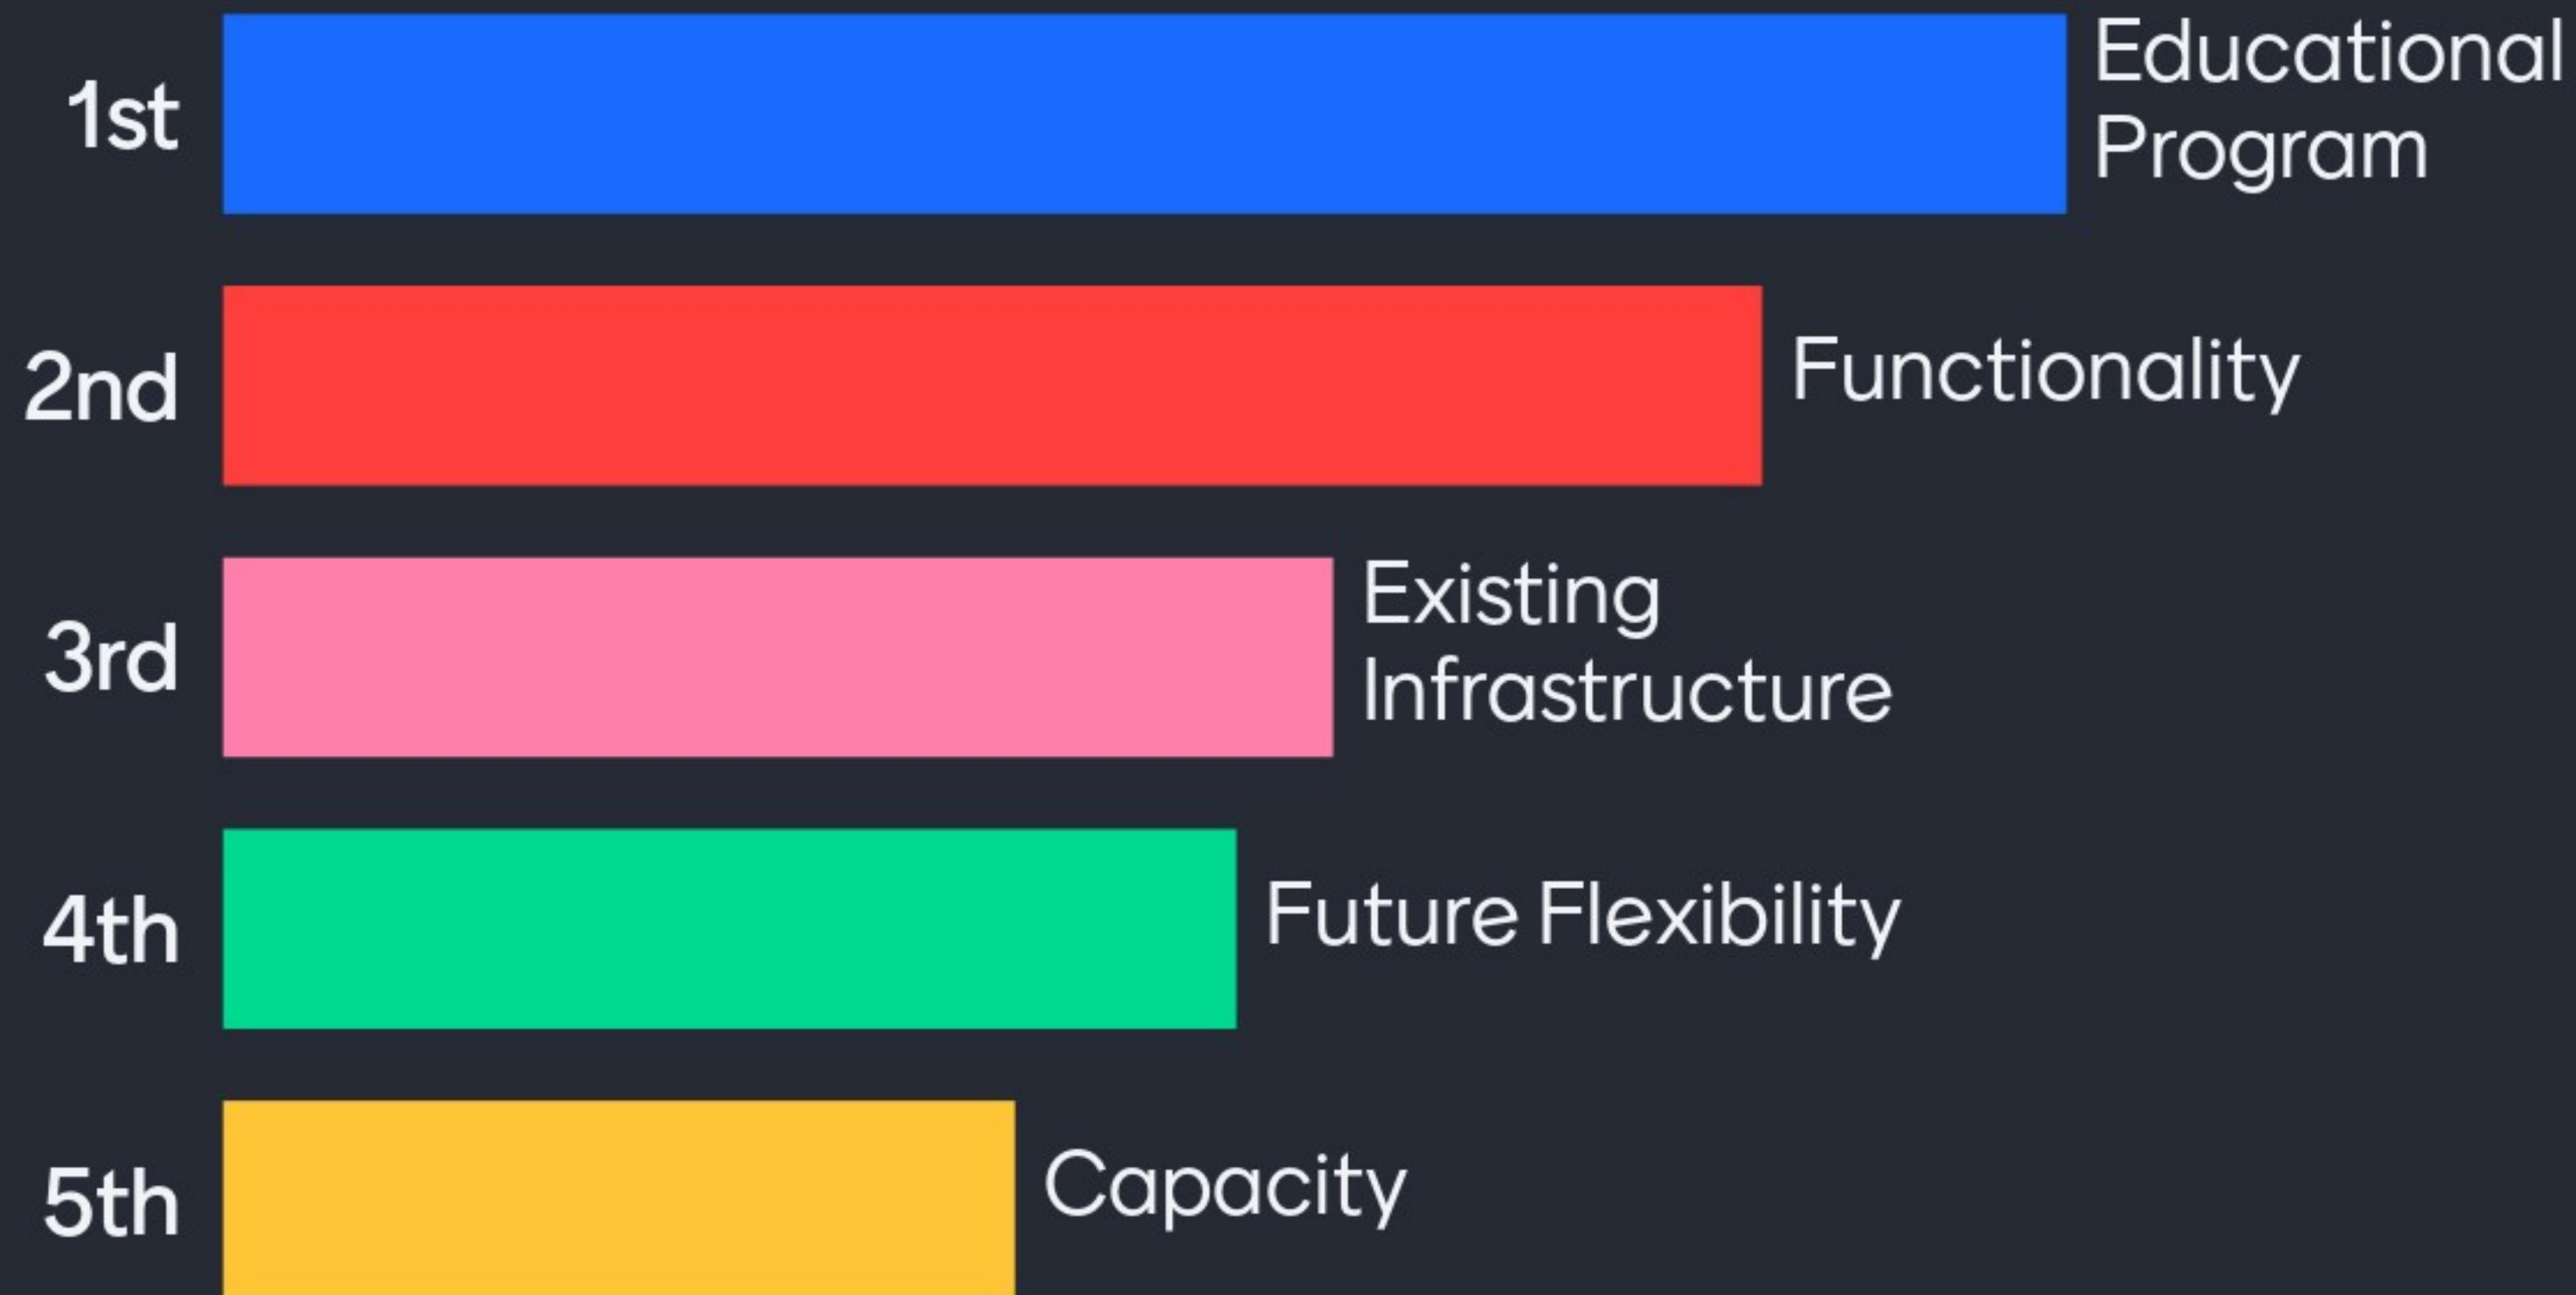 1st
Educational
Program
2nd
Functionality
3rd
Existing
Infrastructure
4th
Future Flexibility
5th
Capacity